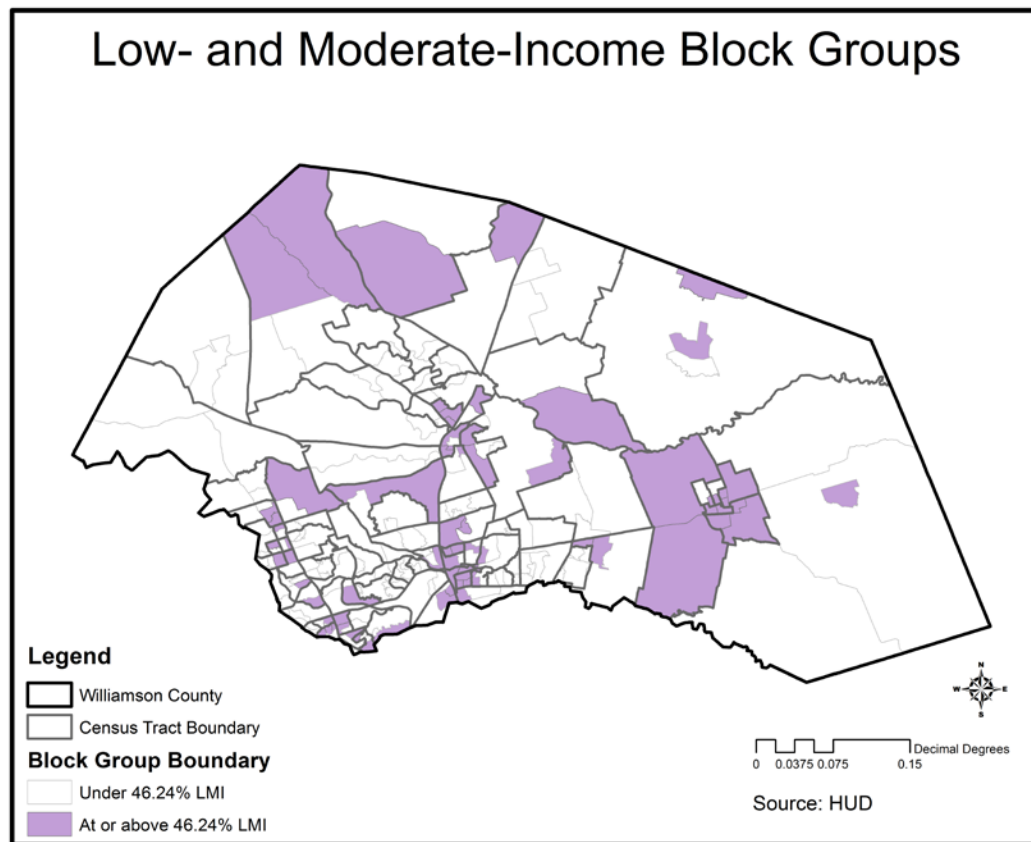 Low- and Moderate-Income Block Groups
Legend
Williamson County
Census Tract Boundary
Block Group Boundary
Under 46.24% LMI
At or above 46.24% LMI
N
W E
S
Decimal Degrees
0 0.0375 0.075 0.15
Source: HUD